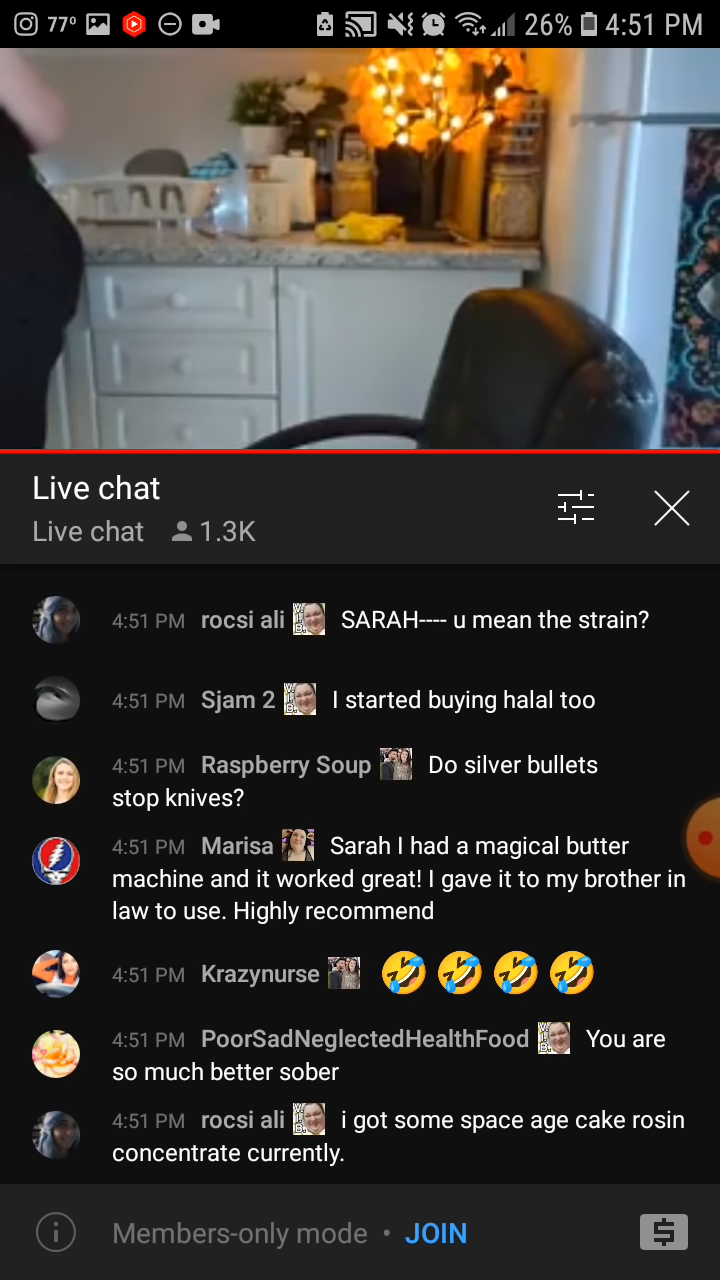 77° 26% 4:51 PM
Live chat
Live chat 1.3K
4:51 PM rocsi ali SARAH---- u mean the strain?
4:51 PM Sjam 2 I started buying halal too
4:51 PM Raspberry Soup Do silver bullets
stop knives?
4:51 PM Marisa Sarah I had a magical butter
machine and it worked great! I gave it to my brother in
law to use. Highly recommend
4:51 PM Krazynurse 🤣 🤣 🤣 🤣
4:51 PM PoorSadNeglectedHealthFood You are
so much better sober
4:51 PM rocsi ali i got some space age cake rosin
concentrate currently.
Members-only mode • JOIN